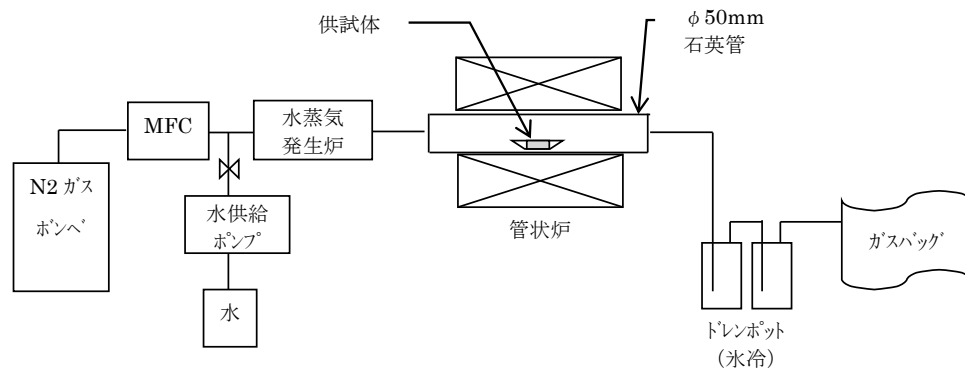 供試体
φ50mm
石英管
MFC
水蒸気
発生炉
N2 ｶﾞｽ
ﾎﾞﾝﾍﾞ
水供給
ﾎﾟﾝﾌﾟ
水
管状炉
ｶﾞｽﾊﾞｯｸﾞ
ﾄﾞﾚﾝﾎﾟｯﾄ
（氷冷）